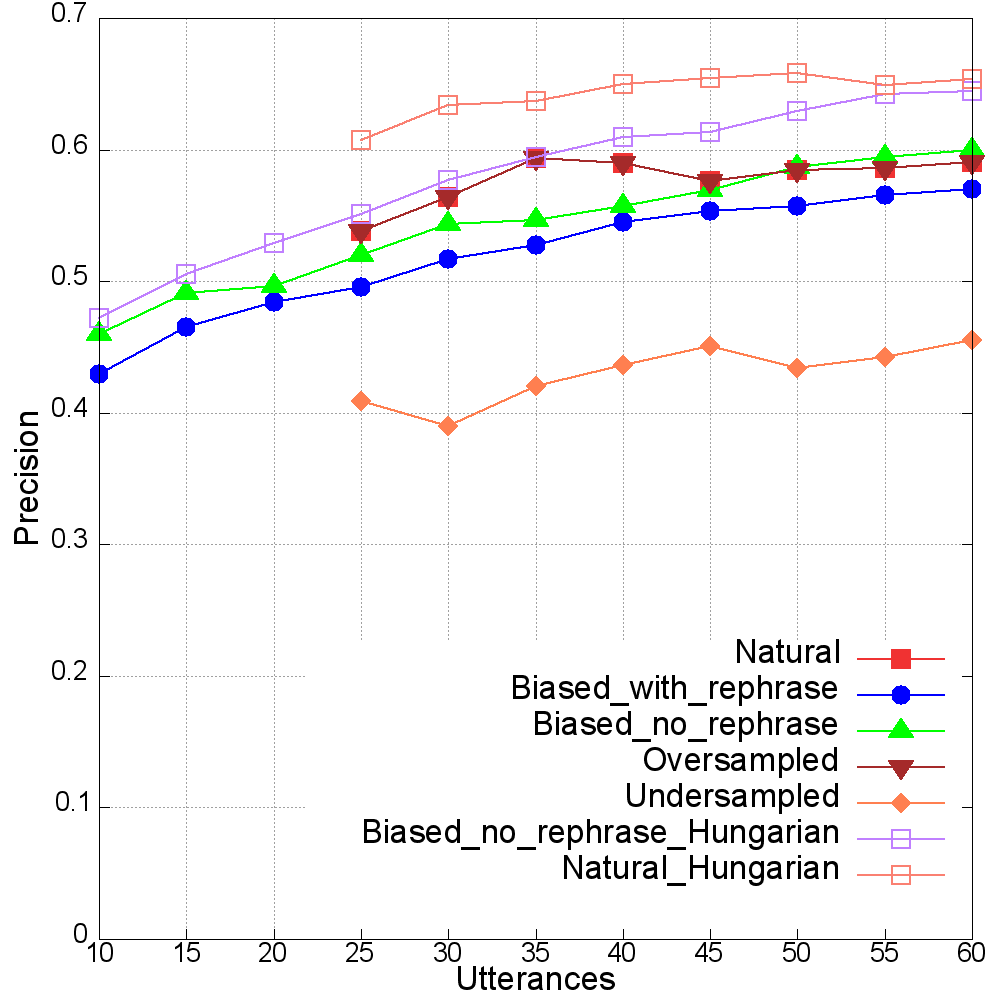 0.7
0.6
0.5
0.4
0.3
0.2
0.1
0
Precision
Natural
Biased_with_rephrase
Biased_no_rephrase
Oversampled
Undersampled
Biased_no_rephrase_Hungarian
Natural_Hungarian
10 15 20 25 30 35 40 45 50 55 60
Utterances